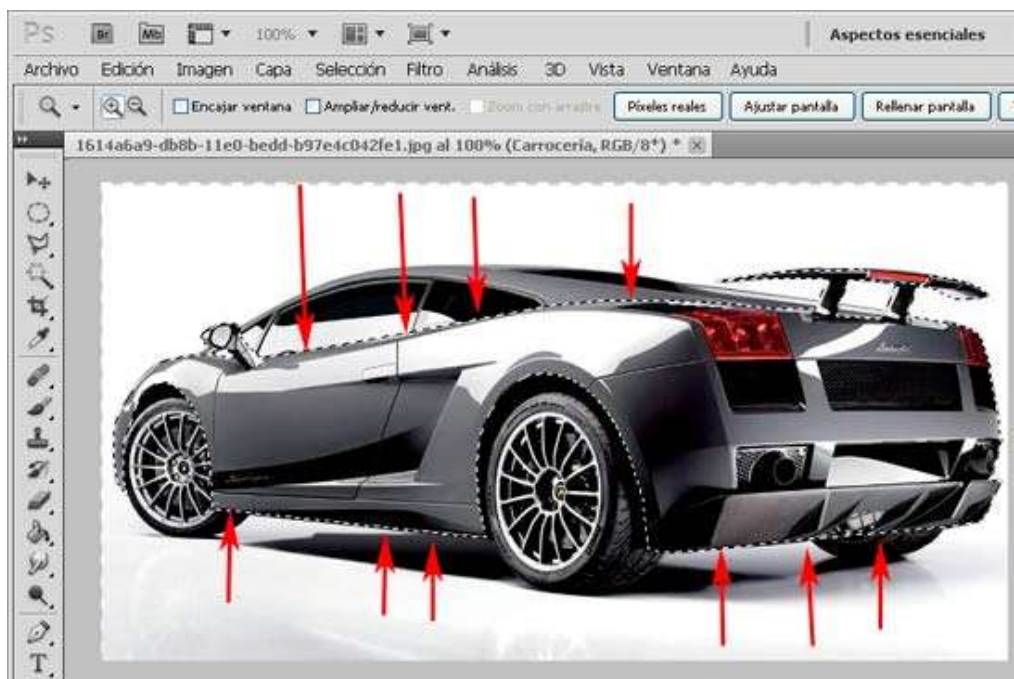 Ps Br Mb 100% Aspectos esenciales
Archivo Edición Imagen Capa Selección Filtro Análisis 3D Vista Ventana Ayuda
Encajar ventana Ampliar/reducir vent. Zoom con arrastre Píxeles reales Ajustar pantalla Rellenar pantalla
1614a6a9-db8b-11e0-bedd-b97e4c042fe1.jpg al 100% (Carrocería, RGB/8*) *
T